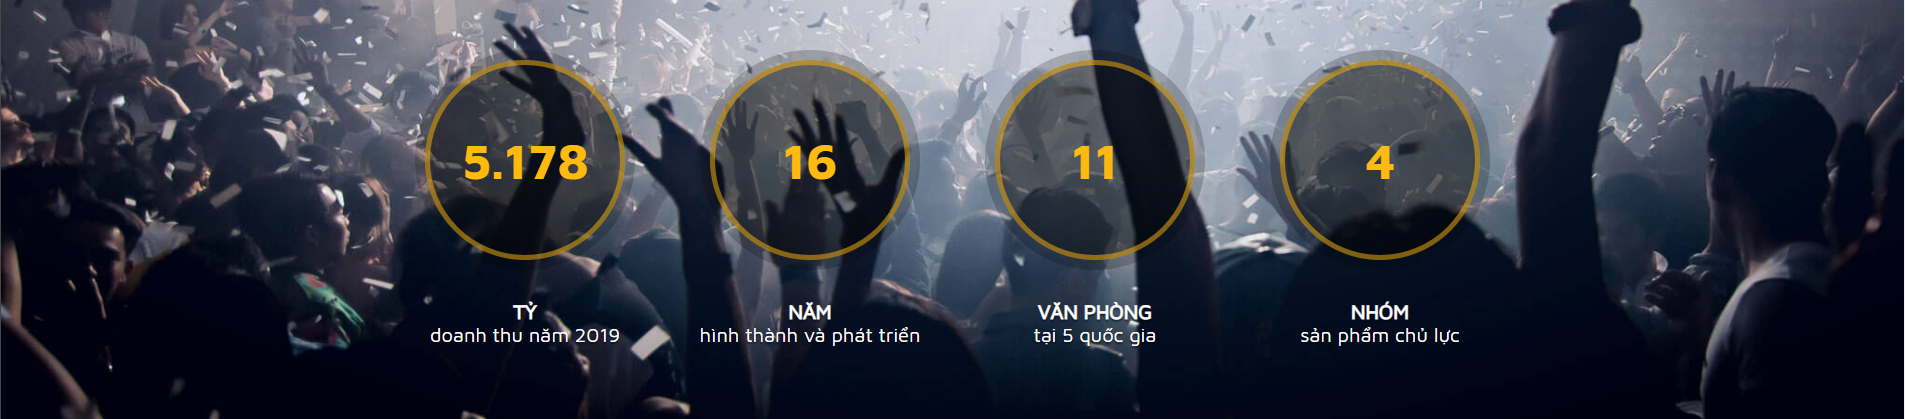 5.178
TỶ
doanh thu năm 2019
16
NĂM
hình thành và phát triển
11
VĂN PHÒNG
tại 5 quốc gia
4
NHÓM
sản phẩm chủ lực